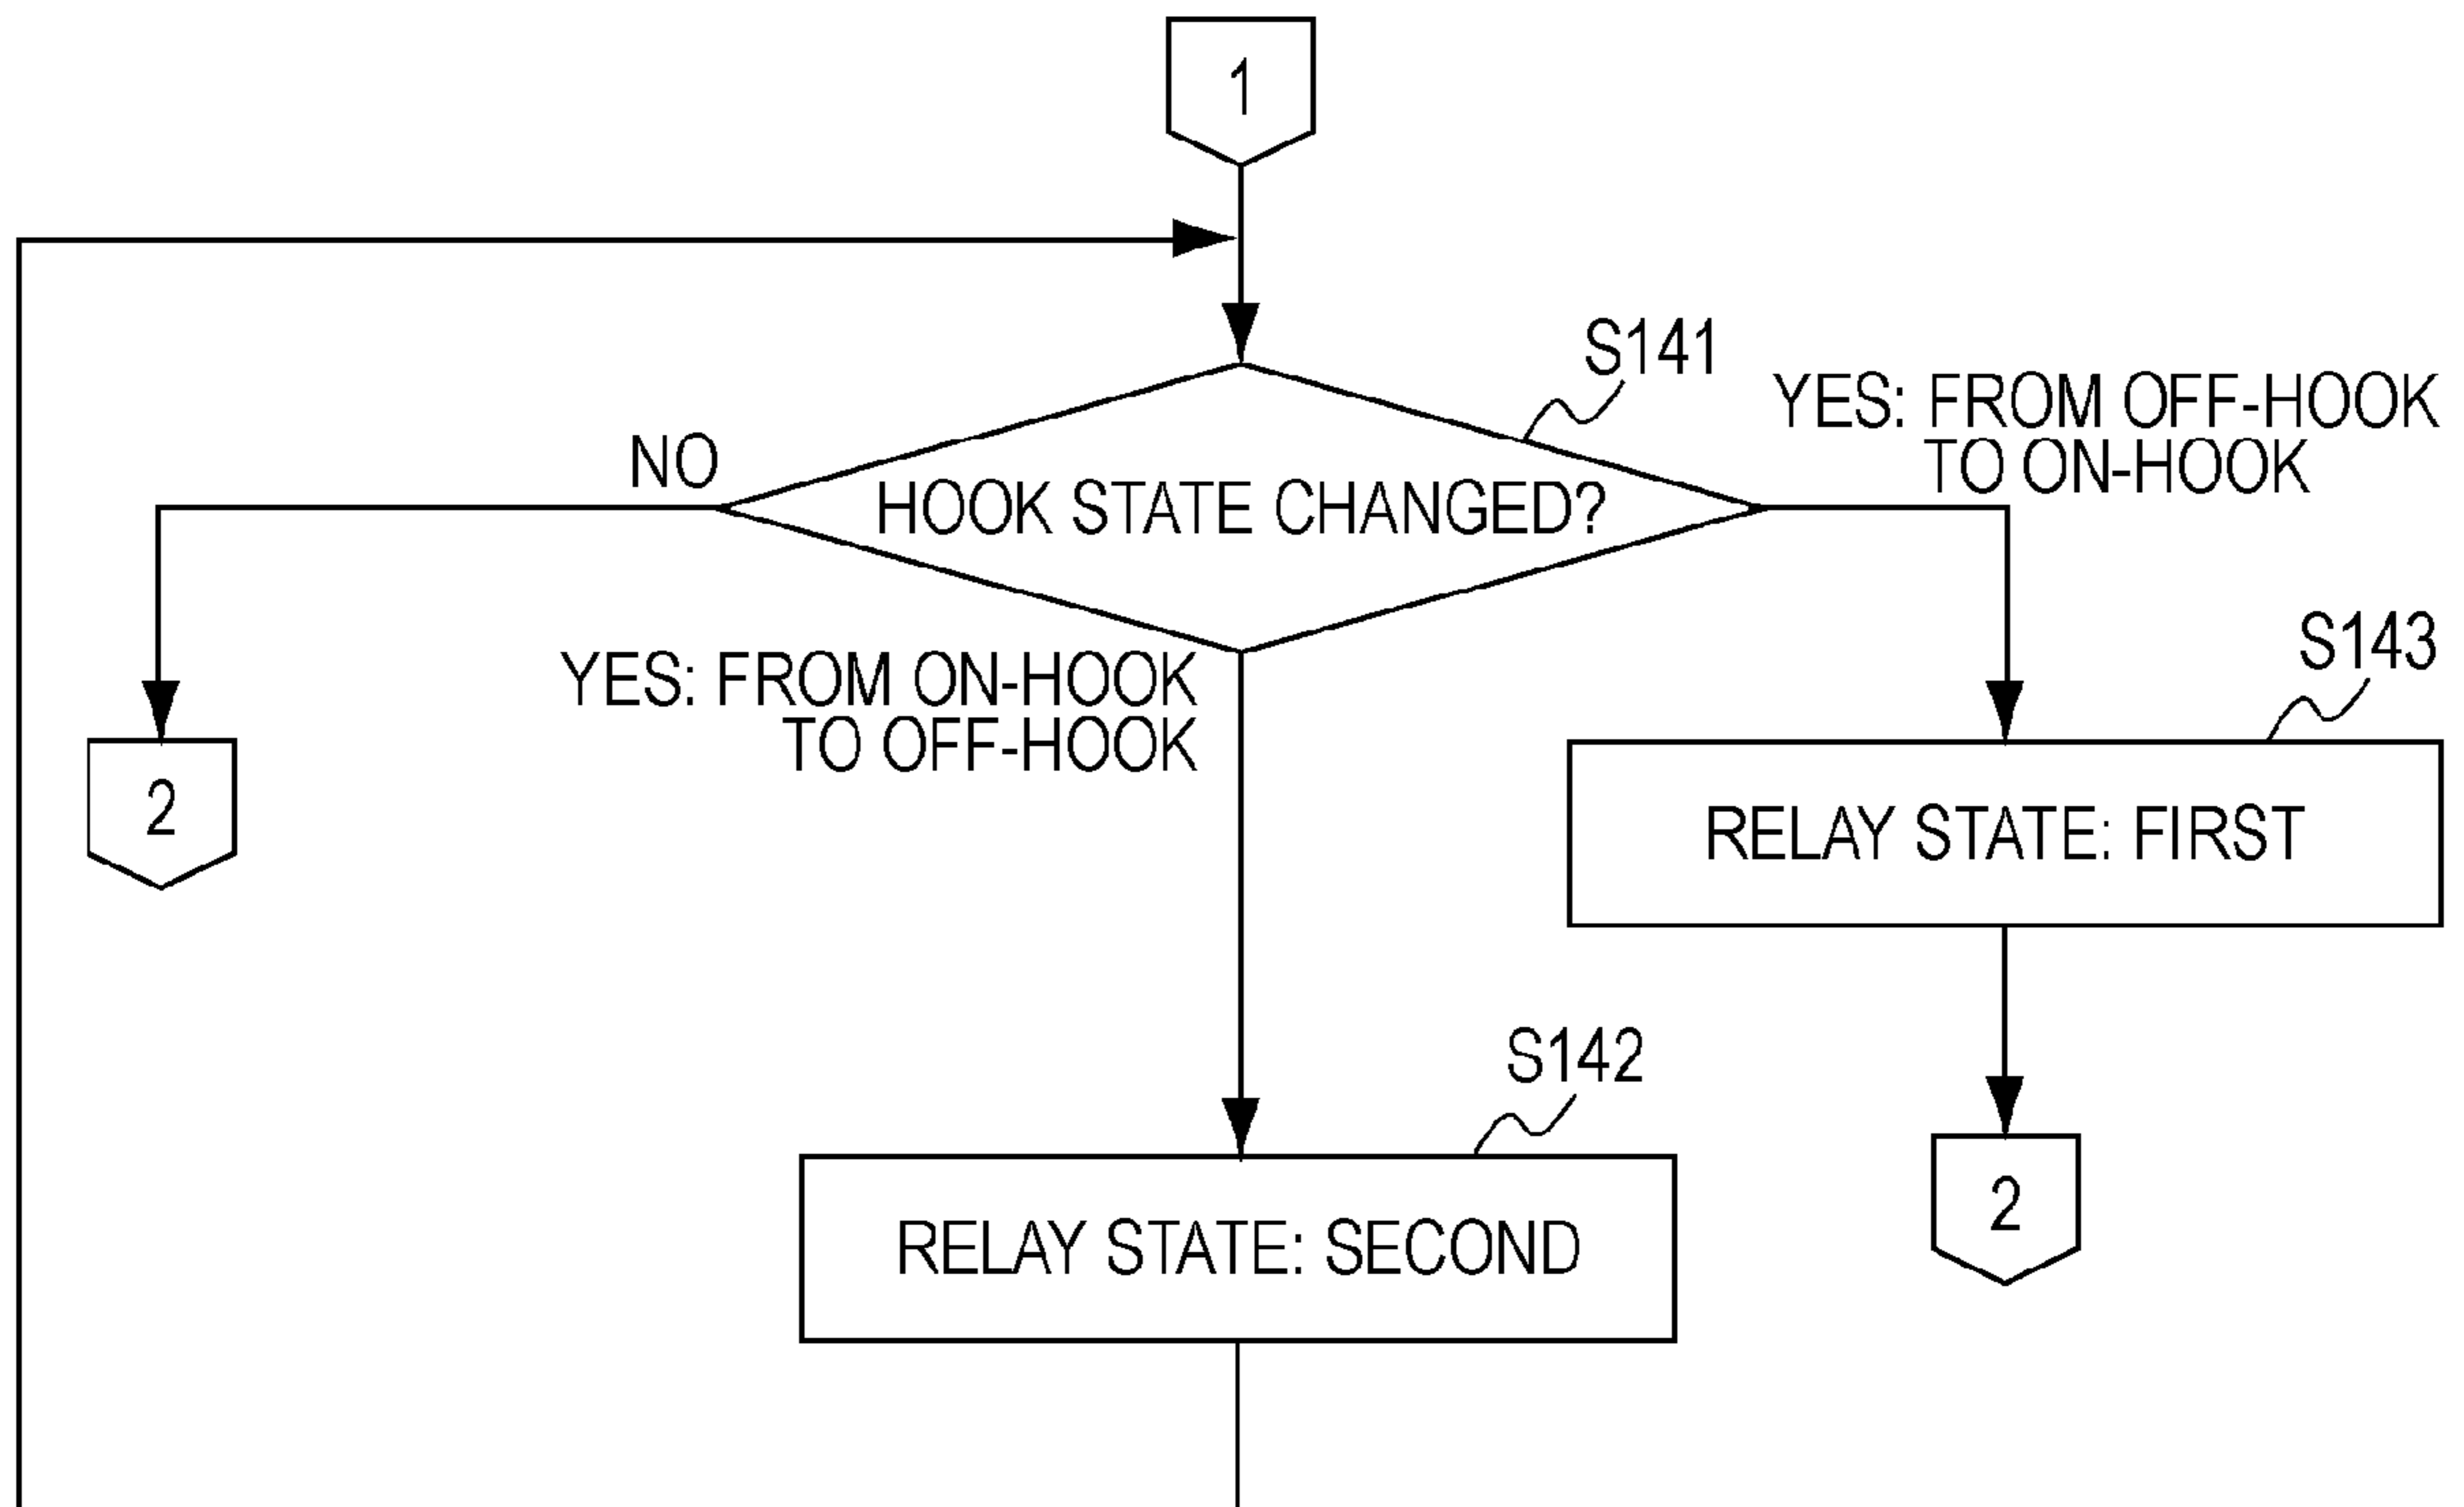 1
S141
YES: FROM OFF-HOOK
TO ON-HOOK
NO
HOOK STATE CHANGED?
S143
YES: FROM ON-HOOK
TO OFF-HOOK
2
RELAY STATE: FIRST
S142
2
RELAY STATE: SECOND